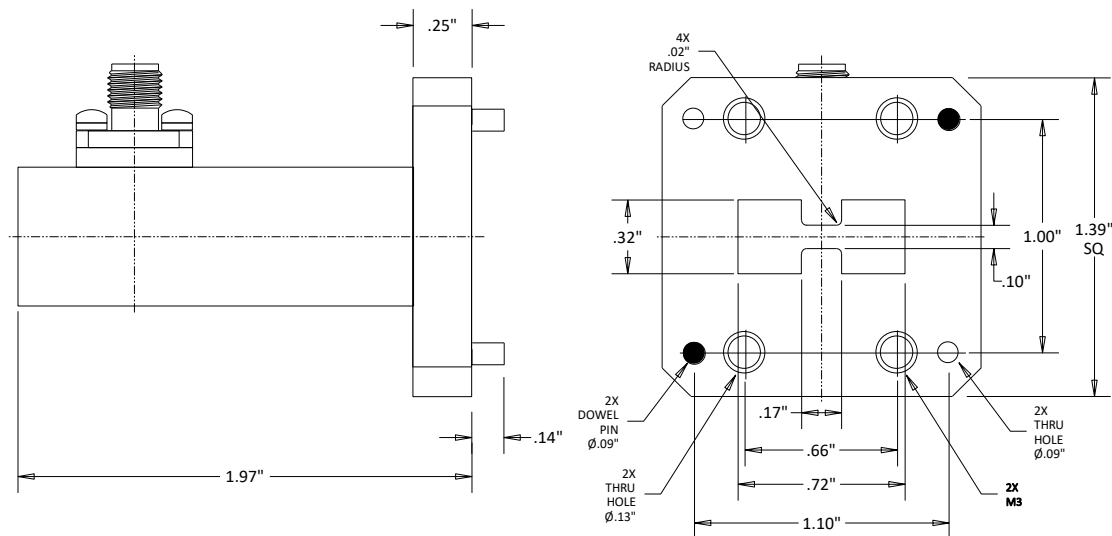 .25"
4X
.02"
RADIUS
.32"
1.00"
1.39"
SQ
.10"
2X
DOWEL
PIN
Ø.09"
.17"
2X
THRU
HOLE
Ø.09"
.14"
.66"
1.97"
2X
THRU
HOLE
Ø.13"
.72"
2X
M3
1.10"